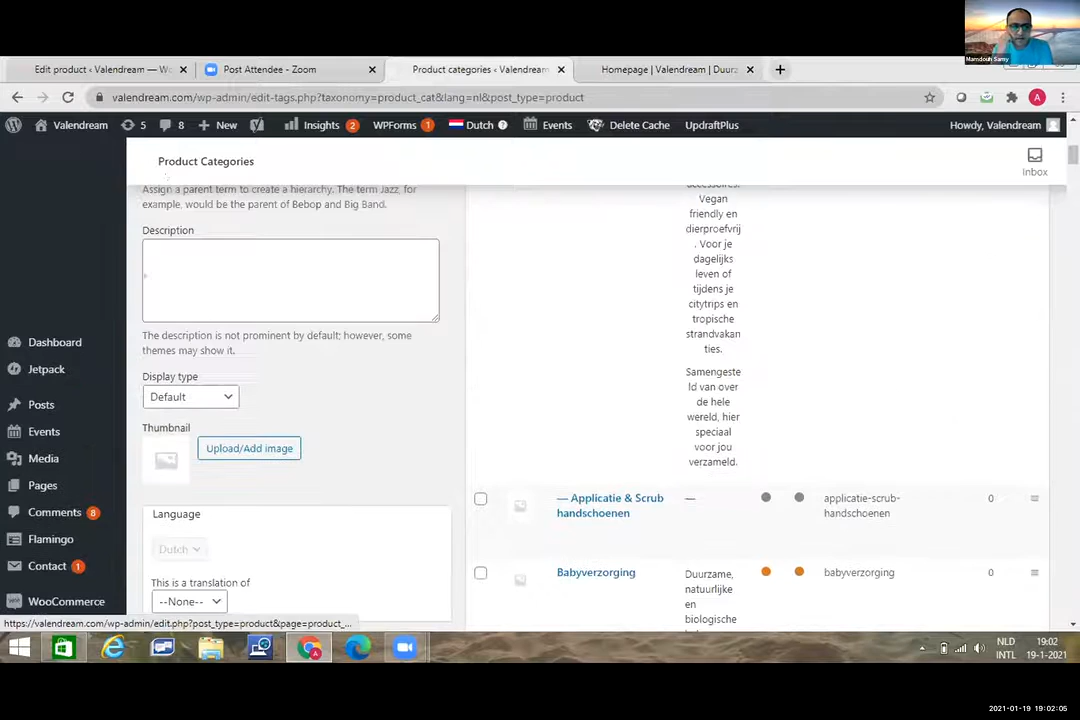 Mamdouh Samy
Edit product ‹ Valendream — Wo
Post Attendee - Zoom
Product categories ‹ Valendream
Homepage | Valendream | Duurz
valendream.com/wp-admin/edit-tags.php?taxonomy=product_cat&lang=nl&post_type=product
A
Valendream
5
8
New
Insights 2
WPForms 1
Dutch
Events
Delete Cache
UpdraftPlus
Howdy, Valendream
Product Categories
Inbox
Assign a parent term to create a hierarchy. The term Jazz, for
example, would be the parent of Bebop and Big Band.
Description
The description is not prominent by default; however, some
themes may show it.
Display type
Default
Thumbnail
Upload/Add image
Language
Dutch
This is a translation of
--None--
Dashboard
Jetpack
Posts
Events
Media
Pages
Comments 8
Flamingo
Contact 1
WooCommerce
accessoires.
Vegan
friendly en
dierproefvrij
. Voor je
dagelijks
leven of
tijdens je
citytrips en
tropische
strandvakan
ties.
Samengeste
ld van over
de hele
wereld, hier
speciaal
voor jou
verzameld.
— Applicatie & Scrub
handschoenen
—
applicatie-scrub-
handschoenen
0
Babyverzorging
Duurzame,
natuurlijke
en
biologische
babyverzorging
0
https://valendream.com/wp-admin/edit.php?post_type=product&page=product_...
NLD
INTL
19:02
19-1-2021
2021-01-19 19:02:05